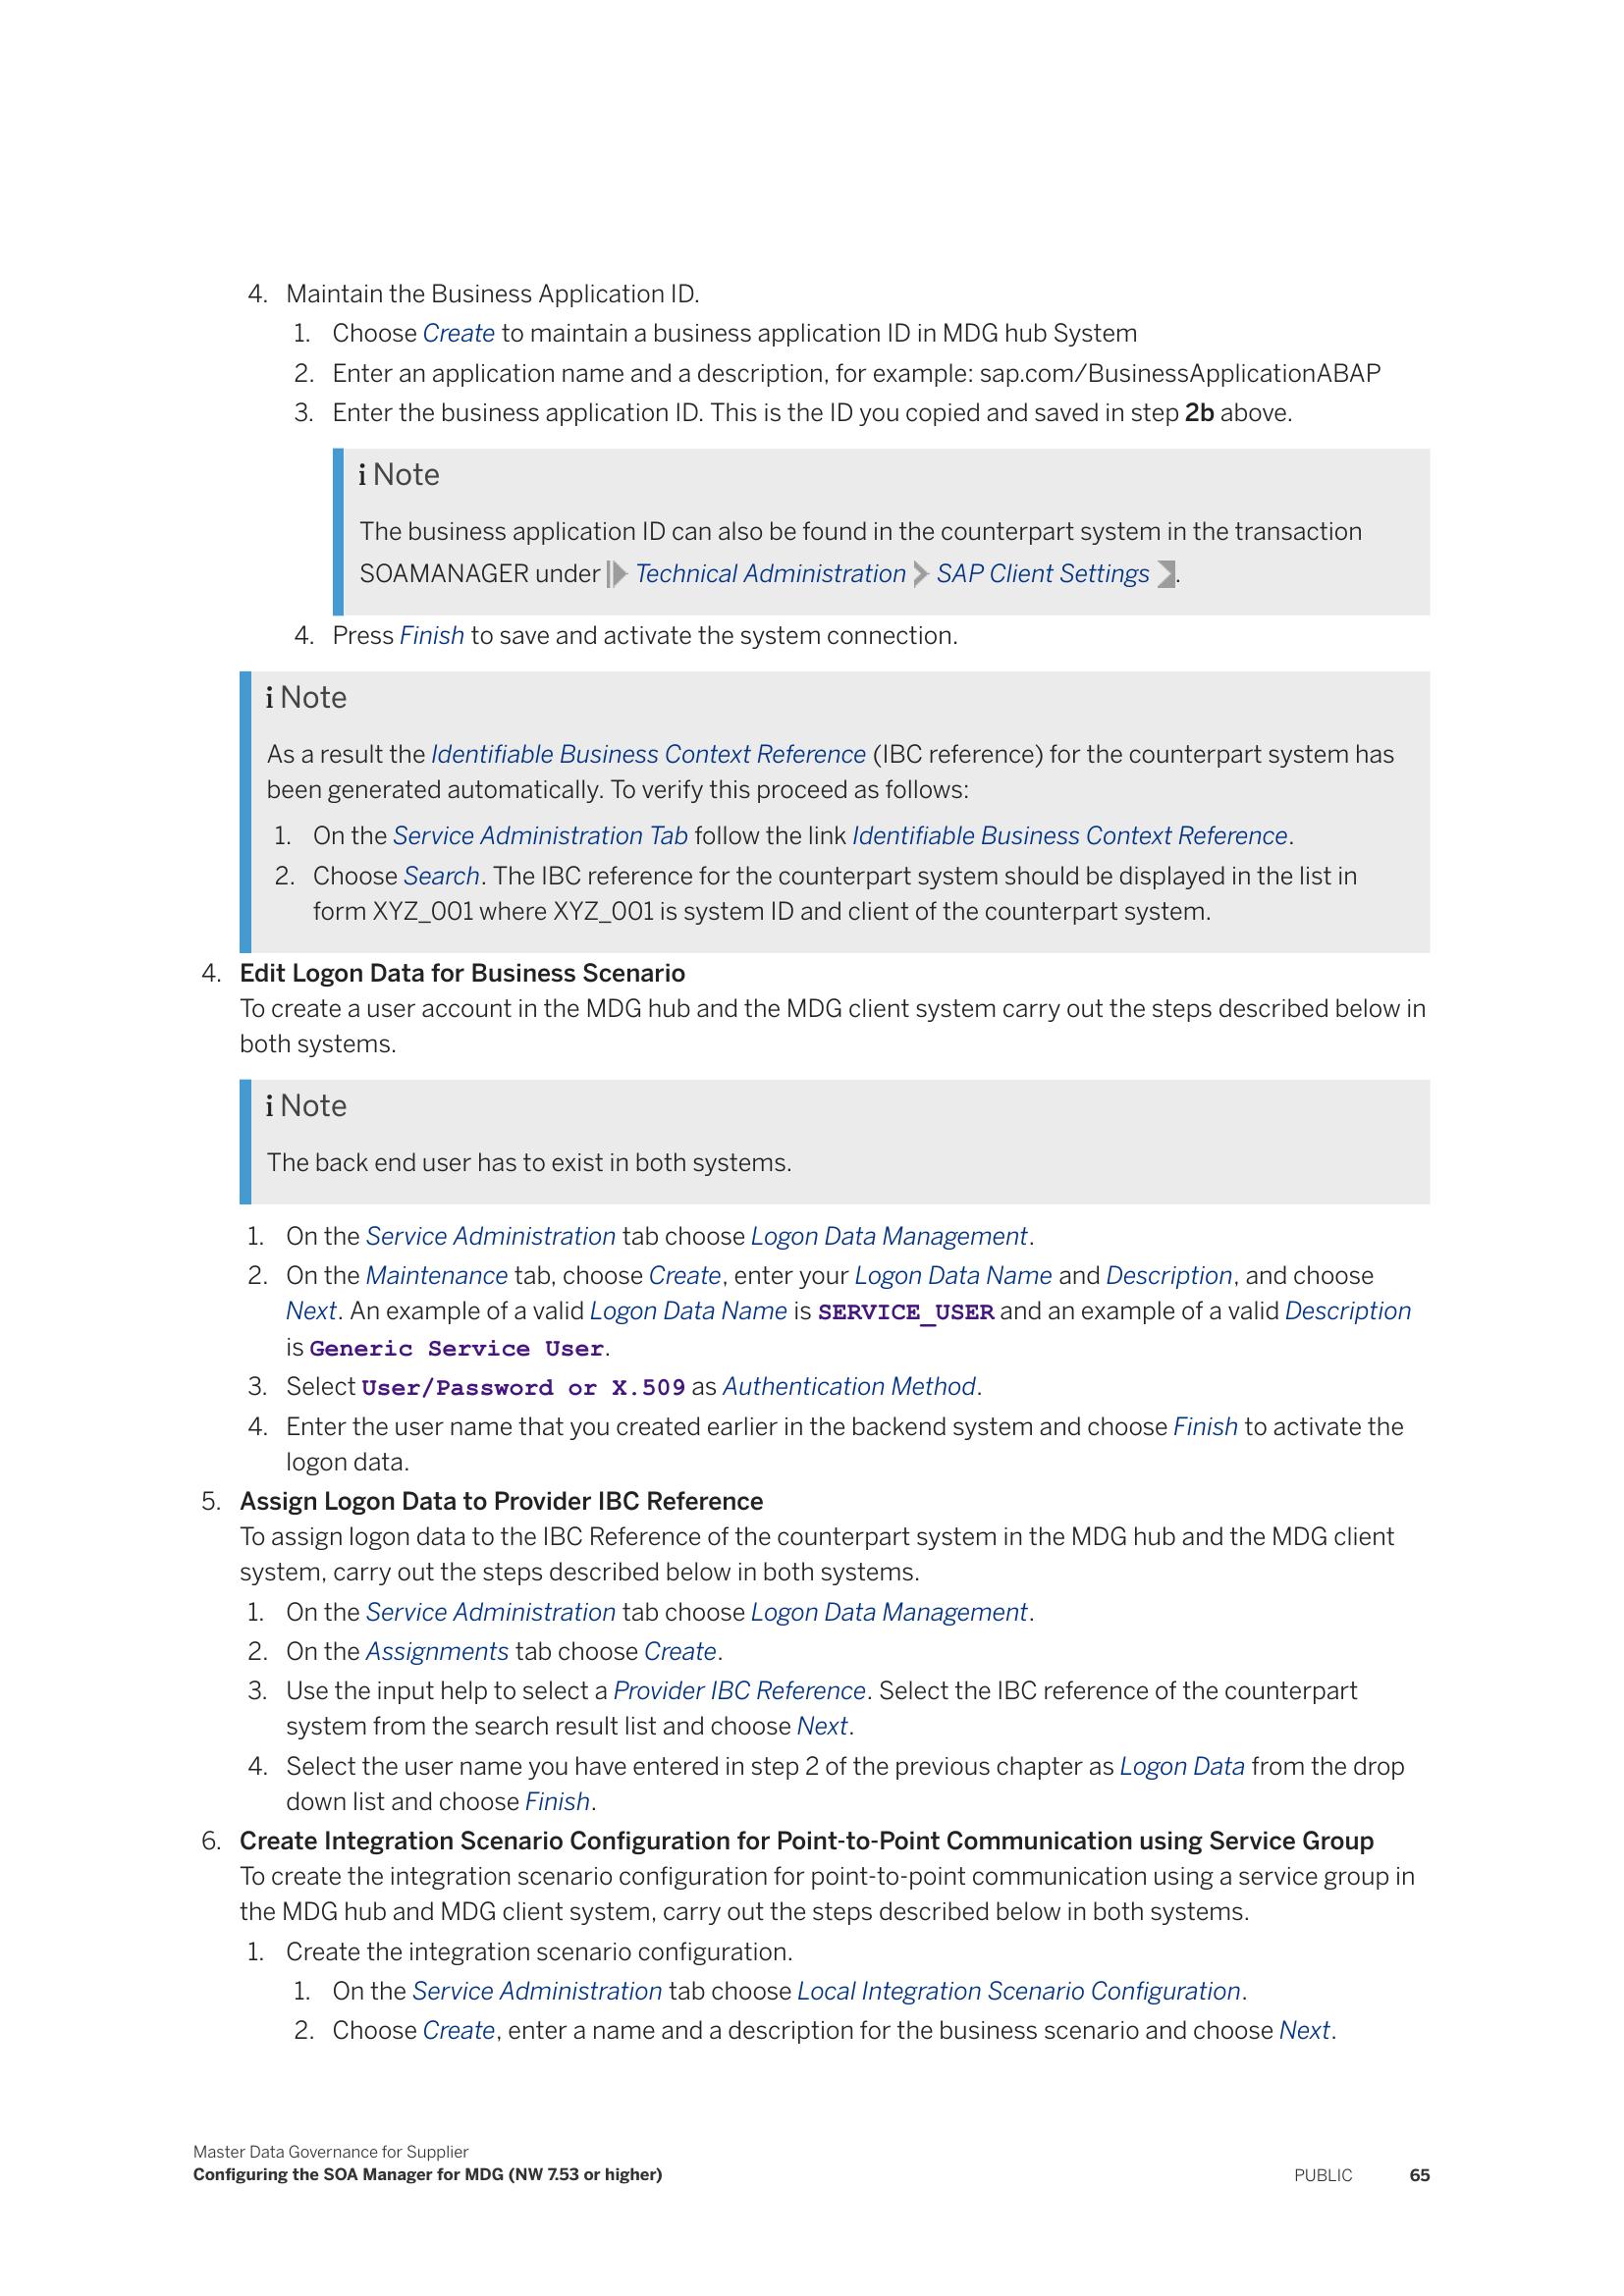 4. Maintain the Business Application ID.
1. Choose Create to maintain a business application ID in MDG hub System
2. Enter an application name and a description, for example: sap.com/BusinessApplicationABAP
3. Enter the business application ID. This is the ID you copied and saved in step 2b above.
i Note
The business application ID can also be found in the counterpart system in the transaction
SOAMANAGER under Technical Administration > SAP Client Settings .
4. Press Finish to save and activate the system connection.
i Note
As a result the Identifiable Business Context Reference (IBC reference) for the counterpart system has
been generated automatically. To verify this proceed as follows:
1. On the Service Administration Tab follow the link Identifiable Business Context Reference.
2. Choose Search. The IBC reference for the counterpart system should be displayed in the list in
form XYZ_001 where XYZ_001 is system ID and client of the counterpart system.
4. Edit Logon Data for Business Scenario
To create a user account in the MDG hub and the MDG client system carry out the steps described below in
both systems.
i Note
The back end user has to exist in both systems.
1. On the Service Administration tab choose Logon Data Management.
2. On the Maintenance tab, choose Create, enter your Logon Data Name and Description, and choose
Next. An example of a valid Logon Data Name is SERVICE_USER and an example of a valid Description
is Generic Service User.
3. Select User/Password or X.509 as Authentication Method.
4. Enter the user name that you created earlier in the backend system and choose Finish to activate the
logon data.
5. Assign Logon Data to Provider IBC Reference
To assign logon data to the IBC Reference of the counterpart system in the MDG hub and the MDG client
system, carry out the steps described below in both systems.
1. On the Service Administration tab choose Logon Data Management.
2. On the Assignments tab choose Create.
3. Use the input help to select a Provider IBC Reference. Select the IBC reference of the counterpart
system from the search result list and choose Next.
4. Select the user name you have entered in step 2 of the previous chapter as Logon Data from the drop
down list and choose Finish.
6. Create Integration Scenario Configuration for Point-to-Point Communication using Service Group
To create the integration scenario configuration for point-to-point communication using a service group in
the MDG hub and MDG client system, carry out the steps described below in both systems.
1. Create the integration scenario configuration.
1. On the Service Administration tab choose Local Integration Scenario Configuration.
2. Choose Create, enter a name and a description for the business scenario and choose Next.
Master Data Governance for Supplier
Configuring the SOA Manager for MDG (NW 7.53 or higher)
PUBLIC 65